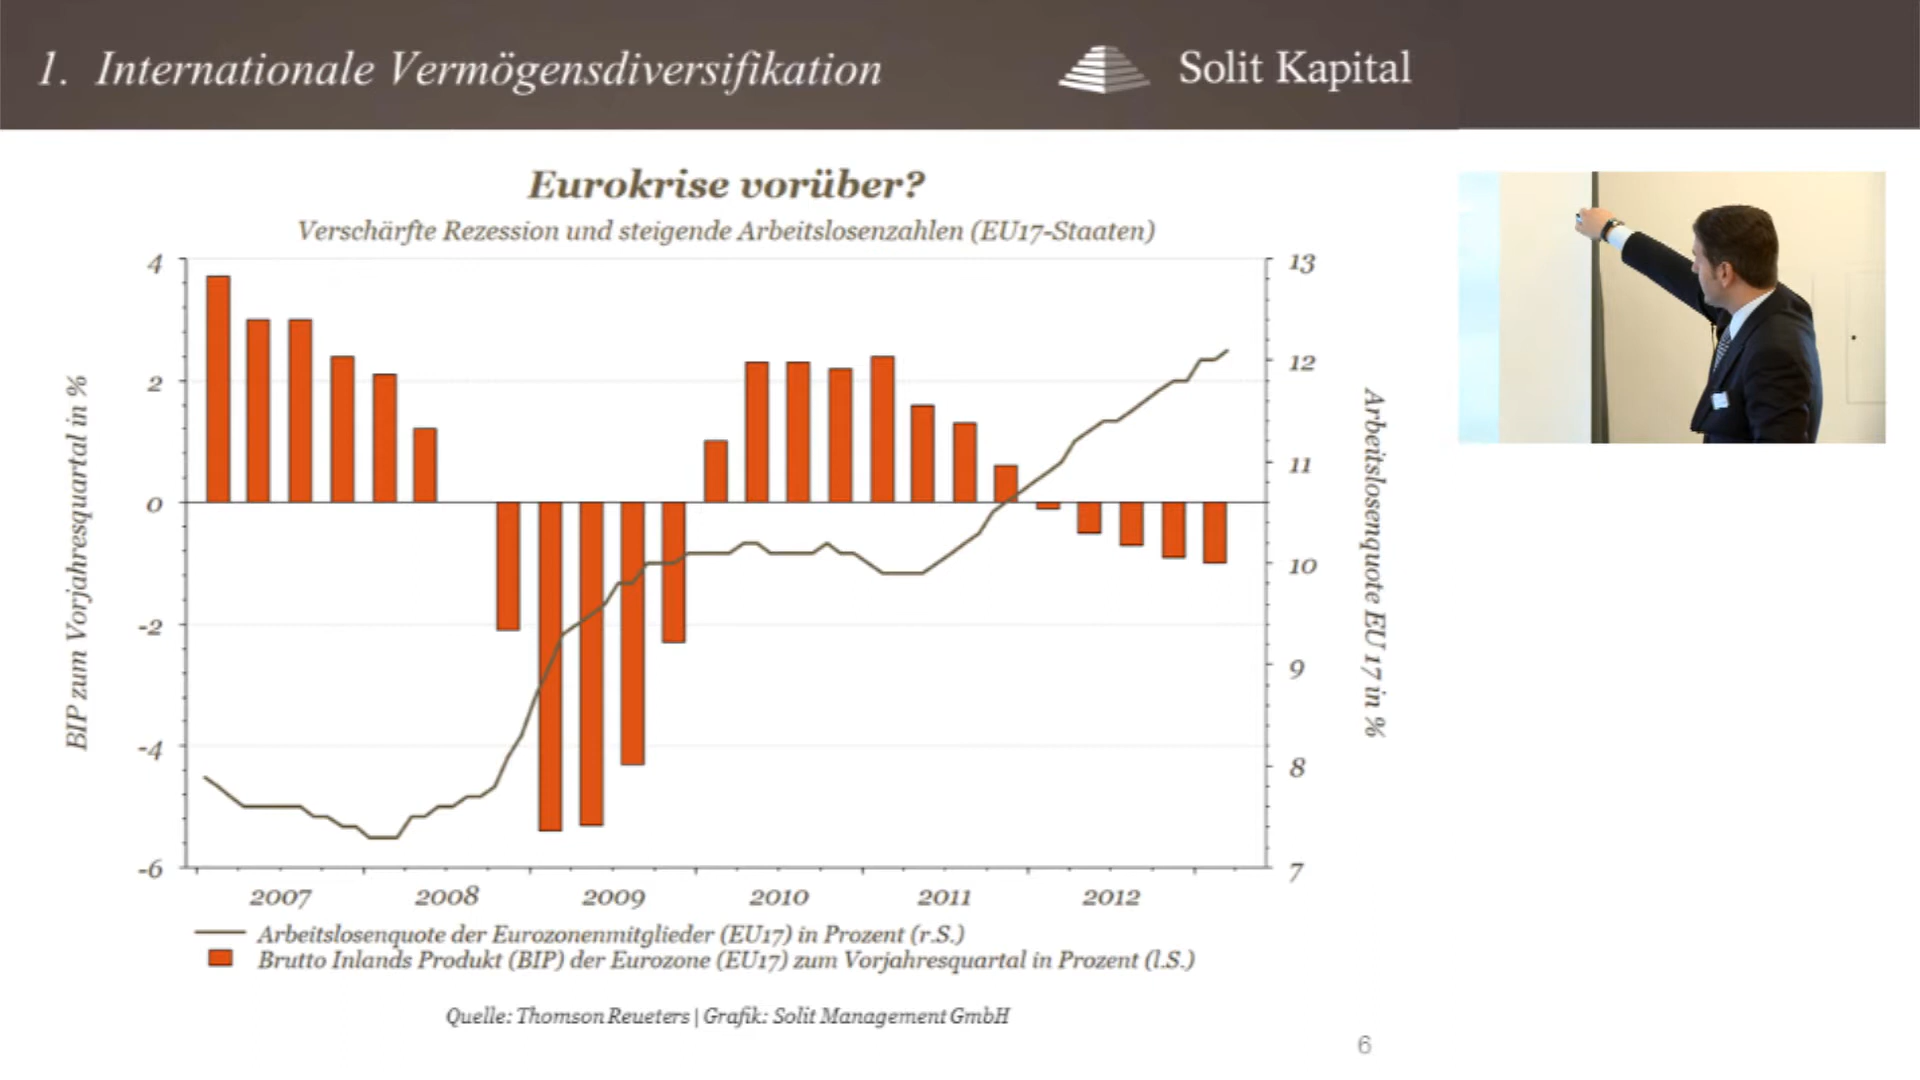 1. Internationale Vermögensdiversifikation
Solit Kapital
Eurokrise vorüber?
Verschärfte Rezession und steigende Arbeitslosenzahlen (EU17-Staaten)
BIP zum Vorjahresquartal in %
4
2
0
-2
-4
-6
13
12
11
10
9
8
7
Arbeitslosenquote EU 17 in %
2007 2008 2009 2010 2011 2012
Arbeitslosenquote der Eurozonenmitglieder (EU17) in Prozent (r.S.)
Brutto Inlands Produkt (BIP) der Eurozone (EU17) zum Vorjahresquartal in Prozent (l.S.)
Quelle: Thomson Reueters | Grafik: Solit Management GmbH
6